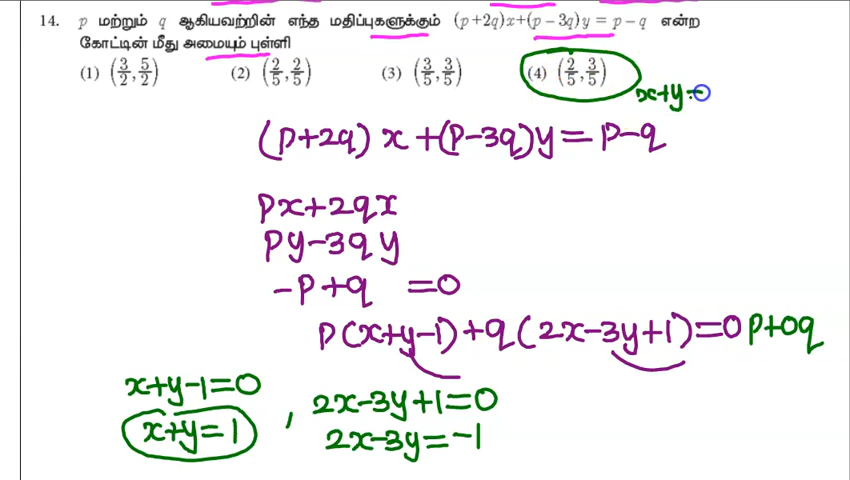 14. p மற்றும் q ஆகியவற்றின் எந்த மதிப்புகளுக்கும் (p+2q)x+(p−3q)y = p−q என்ற
கோட்டின் மீது அமையும் புள்ளி
(1) (3/2, 5/2) (2) (2/5, 2/5) (3) (3/5, 3/5) (4) (2/5, 3/5)
x+y=
(P+2q) x +(P-3q)y = P-q
Px+2qx
Py-3qy
-P+q =0
P(x+y-1)+q(2x-3y+1)=0P+0q
x+y-1=0
x+y=1 , 2x-3y+1=0
2x-3y=-1